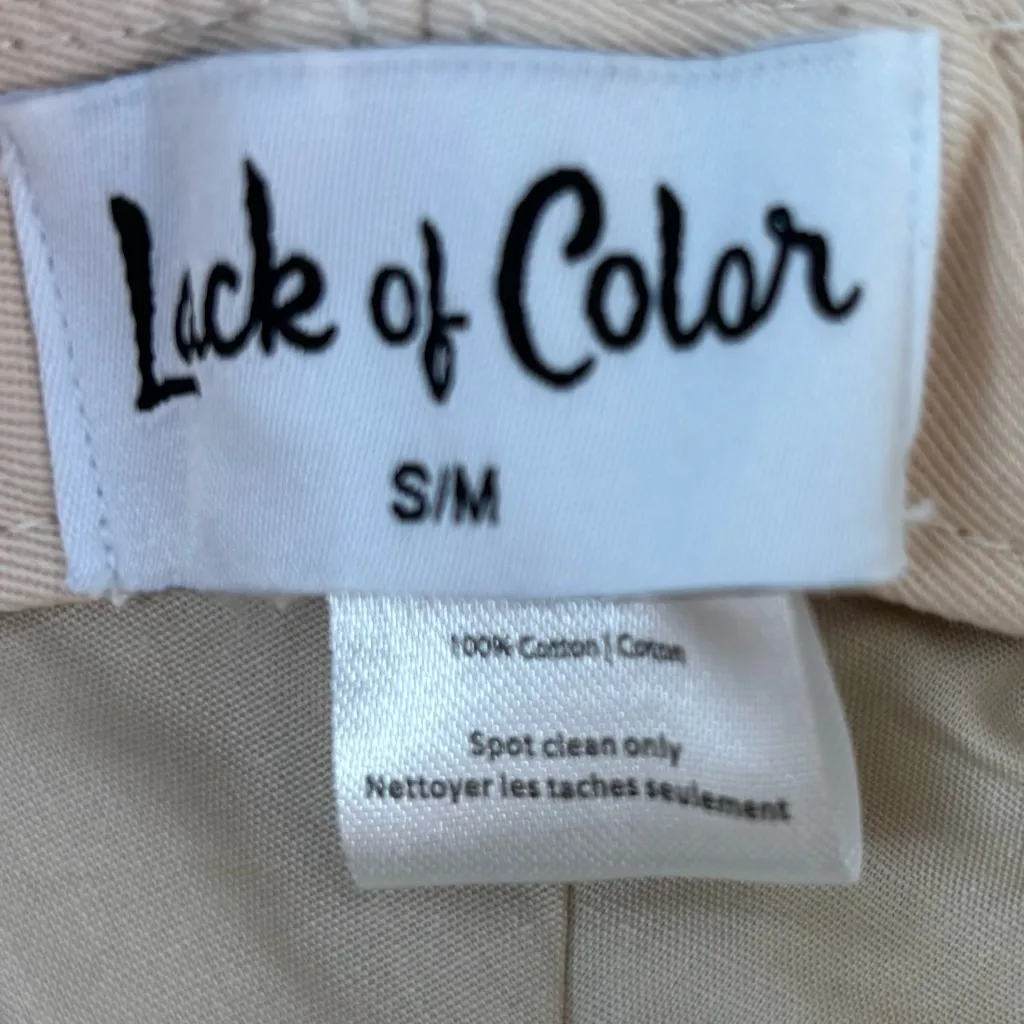 Lack of Color
S/M
100% Cotton | Coton
Spot clean only
Nettoyer les taches seulement